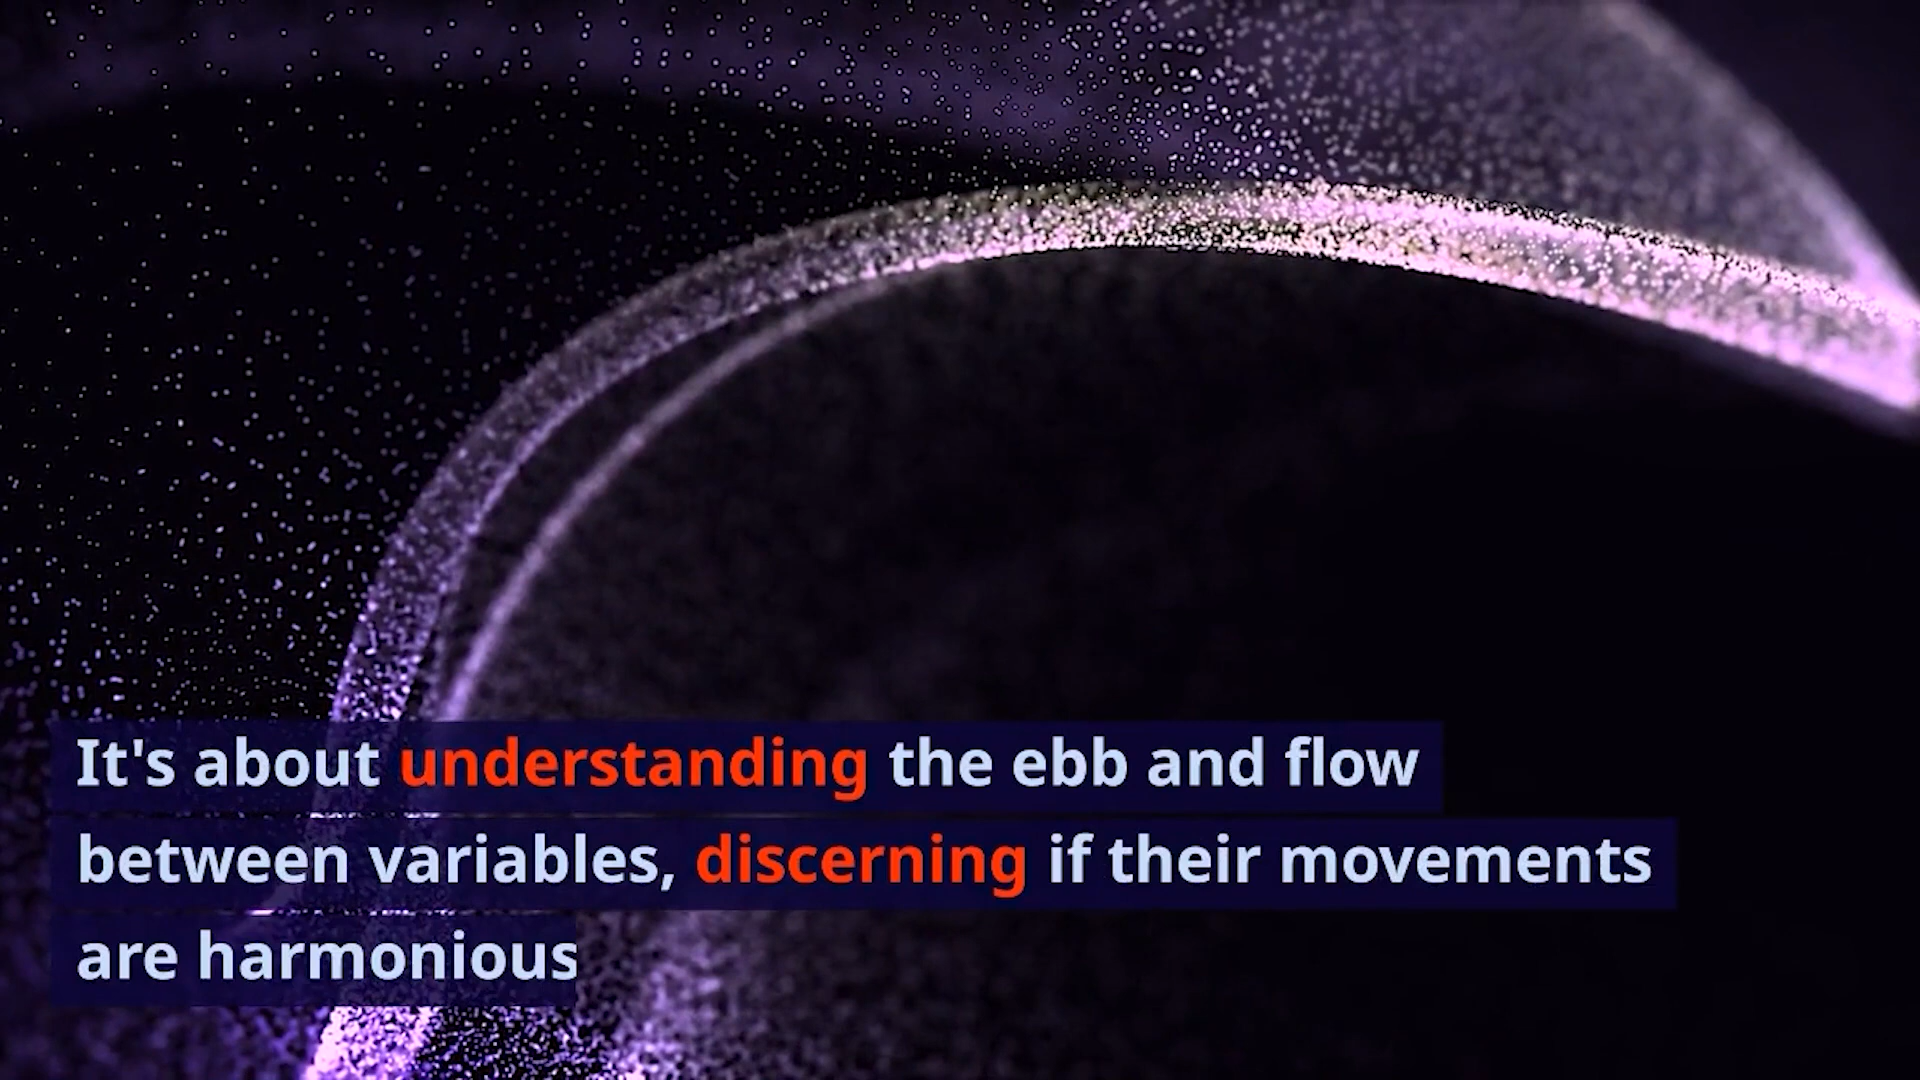 It's about understanding the ebb and flow
between variables, discerning if their movements
are harmonious